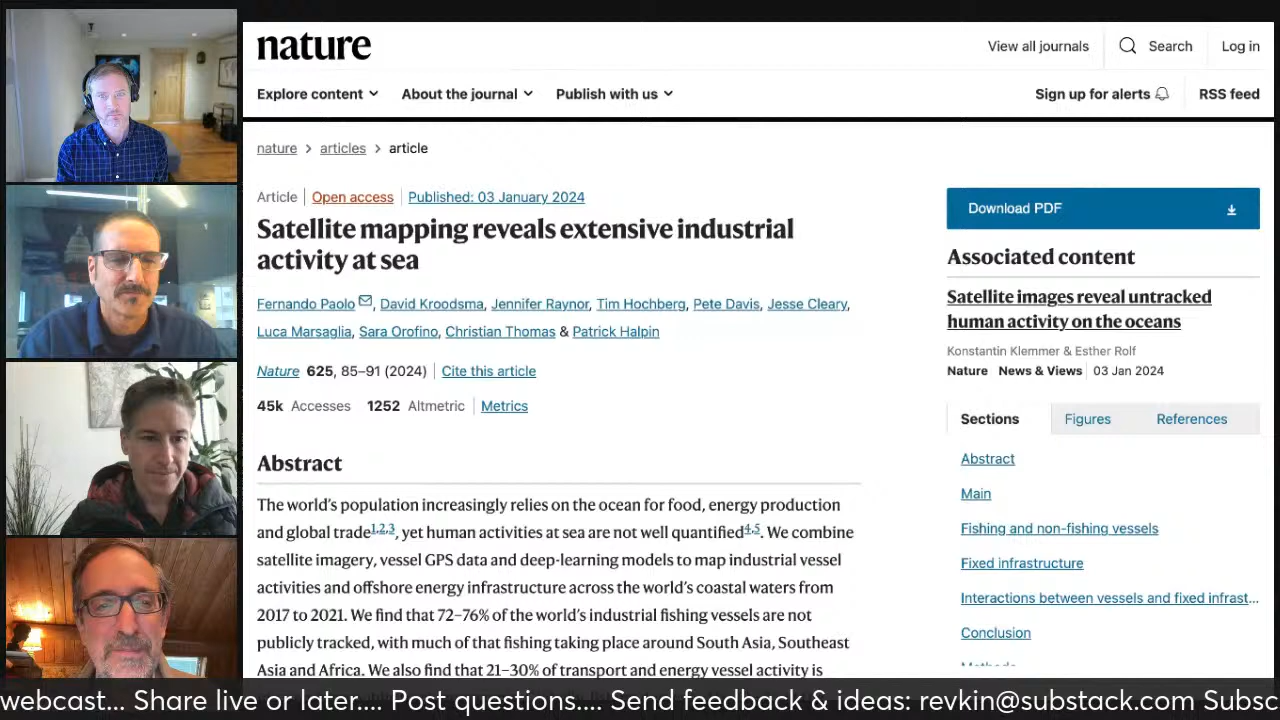 nature
View all journals
Search
Log in
Explore content
About the journal
Publish with us
Sign up for alerts
RSS feed
nature > articles > article
Article | Open access | Published: 03 January 2024
Satellite mapping reveals extensive industrial
activity at sea
Fernando Paolo, David Kroodsma, Jennifer Raynor, Tim Hochberg, Pete Davis, Jesse Cleary,
Luca Marsaglia, Sara Orofino, Christian Thomas & Patrick Halpin
Nature 625, 85–91 (2024) | Cite this article
45k Accesses 1252 Altmetric | Metrics
Abstract
The world's population increasingly relies on the ocean for food, energy production
and global trade1,2,3, yet human activities at sea are not well quantified4,5. We combine
satellite imagery, vessel GPS data and deep-learning models to map industrial vessel
activities and offshore energy infrastructure across the world's coastal waters from
2017 to 2021. We find that 72–76% of the world's industrial fishing vessels are not
publicly tracked, with much of that fishing taking place around South Asia, Southeast
Asia and Africa. We also find that 21–30% of transport and energy vessel activity is
Download PDF
Associated content
Satellite images reveal untracked
human activity on the oceans
Konstantin Klemmer & Esther Rolf
Nature News & Views | 03 Jan 2024
Sections
Figures
References
Abstract
Main
Fishing and non-fishing vessels
Fixed infrastructure
Interactions between vessels and fixed infrast...
Conclusion
webcast... Share live or later.... Post questions.... Send feedback & ideas: revkin@substack.com Subsc